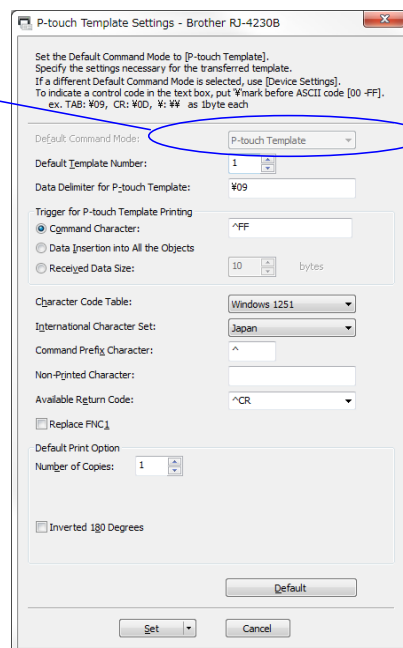 P-touch Template Settings - Brother RJ-4230B
Set the Default Command Mode to [P-touch Template].
Specify the settings necessary for the transferred template.
If a different Default Command Mode is selected, use [Device Settings].
To indicate a control code in the text box, put '¥'mark before ASCII code [00 -FF].
ex. TAB: ¥09, CR: ¥0D, ¥: ¥¥ as 1byte each
Default Command Mode: P-touch Template
Default Template Number: 1
Data Delimiter for P-touch Template: ¥09
Trigger for P-touch Template Printing
Command Character: ^FF
Data Insertion into All the Objects
Received Data Size: 10 bytes
Character Code Table: Windows 1251
International Character Set: Japan
Command Prefix Character: ^
Non-Printed Character:
Available Return Code: ^CR
Replace FNC1
Default Print Option
Number of Copies: 1
Inverted 180 Degrees
Default
Set Cancel